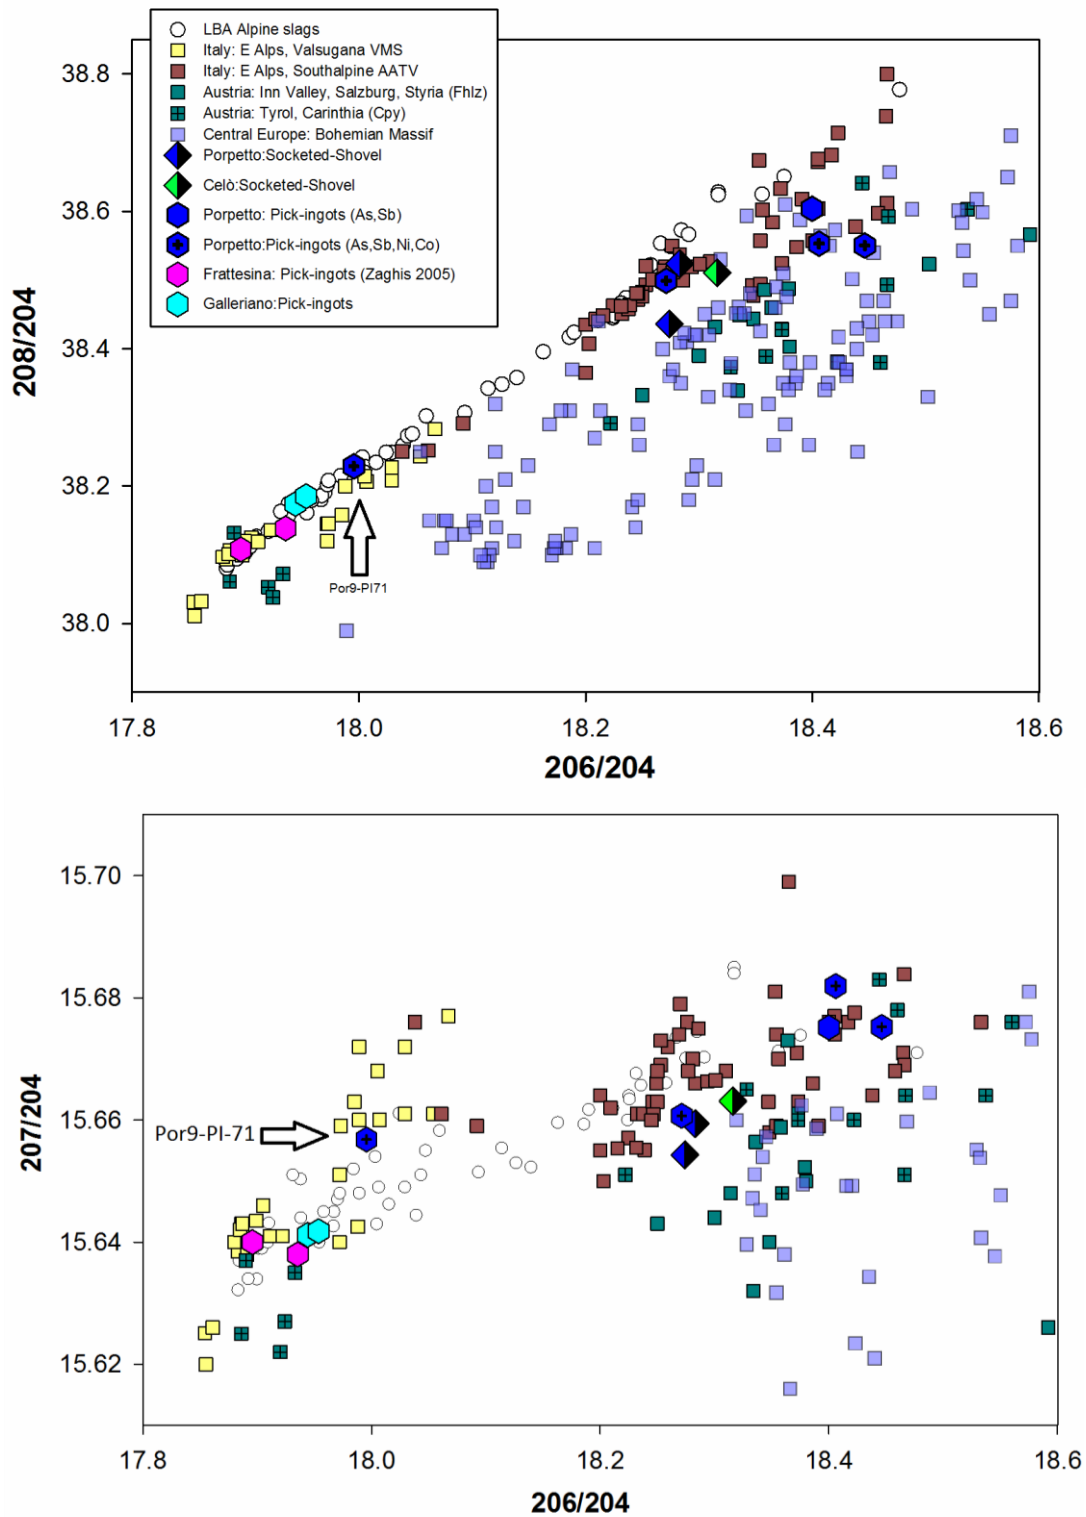 LBA Alpine slags
Italy: E Alps, Valsugana VMS
Italy: E Alps, Southalpine AATV
Austria: Inn Valley, Salzburg, Styria (Fhlz)
Austria: Tyrol, Carinthia (Cpy)
Central Europe: Bohemian Massif
Porpetto:Socketed-Shovel
Celò:Socketed-Shovel
Porpetto: Pick-ingots (As,Sb)
Porpetto:Pick-ingots (As,Sb,Ni,Co)
Frattesina: Pick-ingots (Zaghis 2005)
Galleriano:Pick-ingots
38.8
38.6
38.4
38.2
38.0
208/204
Por9-PI71
17.8 18.0 18.2 18.4 18.6
206/204
15.70
15.68
15.66
15.64
15.62
207/204
Por9-PI-71
17.8 18.0 18.2 18.4 18.6
206/204